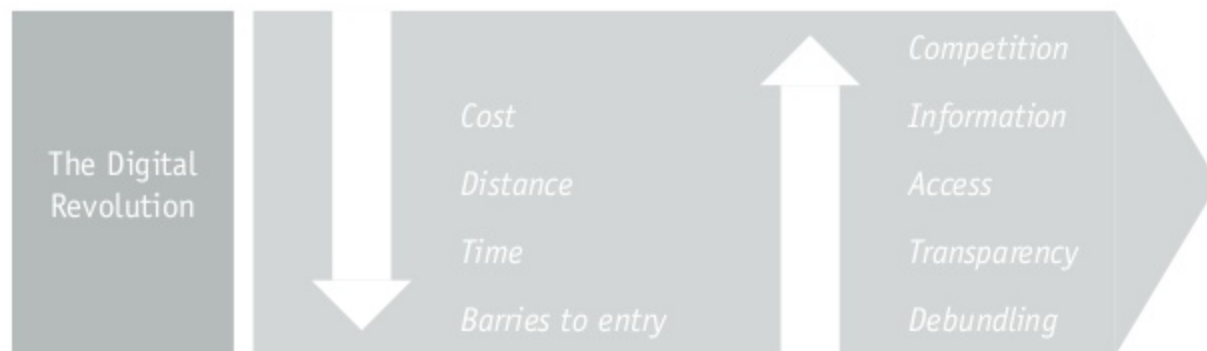 The Digital
Revolution
Cost
Distance
Time
Barries to entry
Competition
Information
Access
Transparency
Debundling